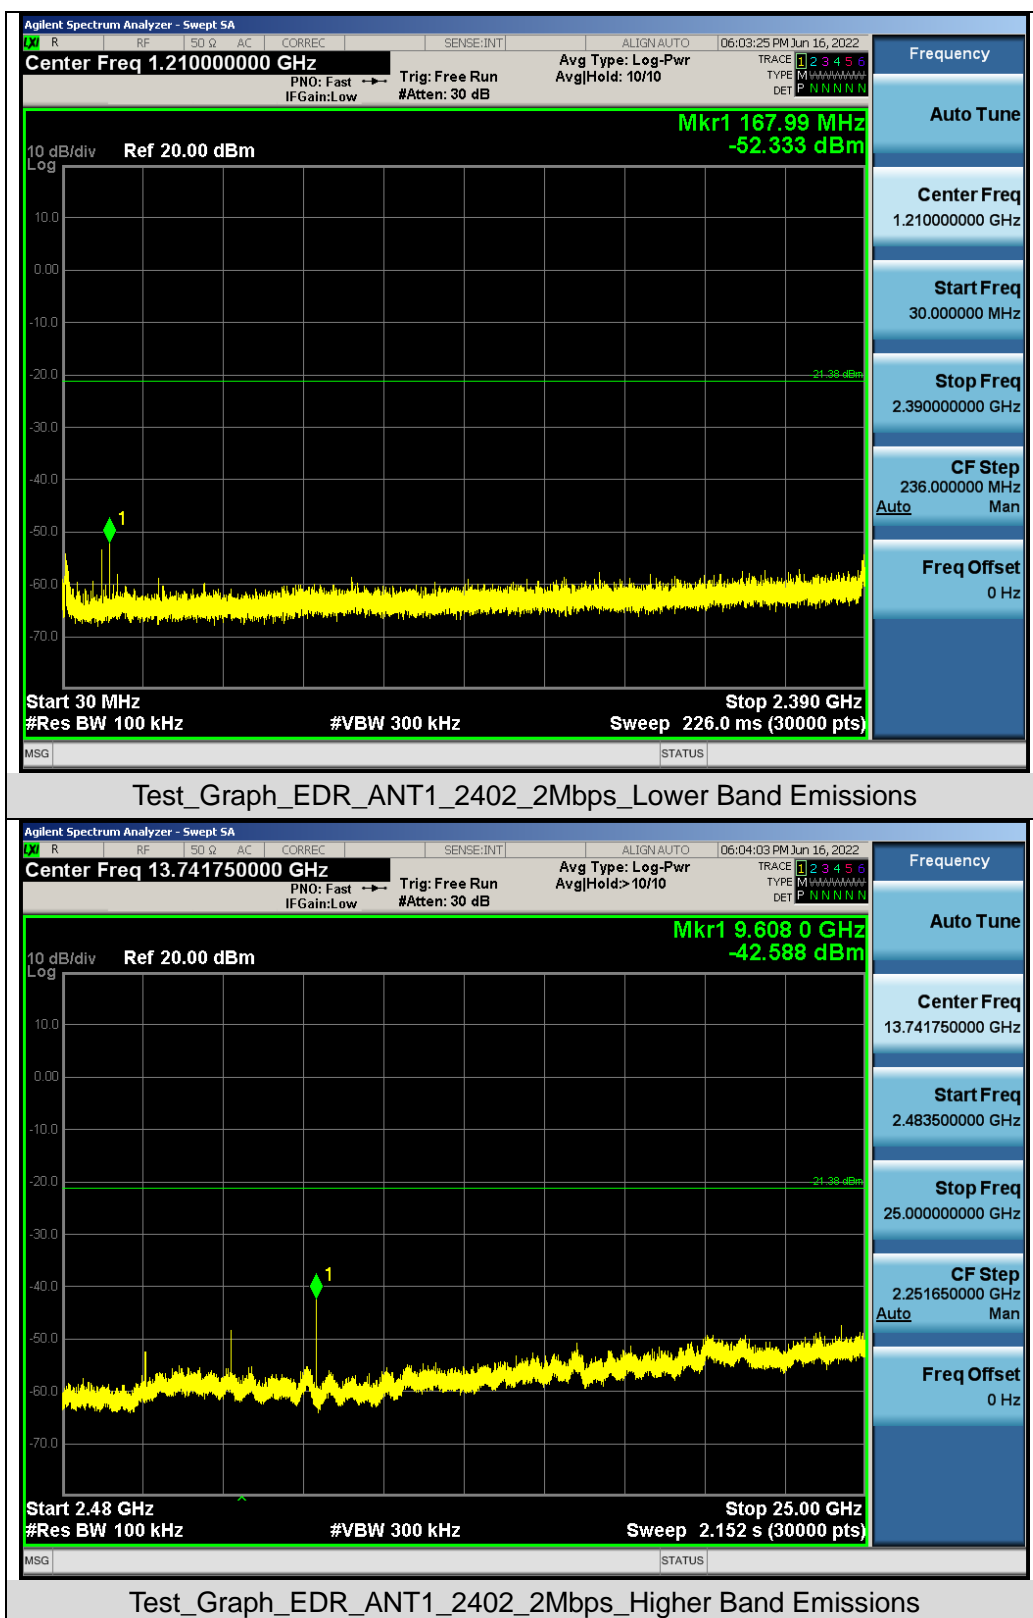 Agilent Spectrum Analyzer - Swept SA
LXI R RF 50 Ω AC CORREC SENSE:INT ALIGN AUTO 06:03:25 PM Jun 16, 2022
Center Freq 1.210000000 GHz
PNO: Fast
IFGain:Low
Trig: Free Run
#Atten: 30 dB
Avg Type: Log-Pwr
Avg|Hold: 10/10
TRACE 1 2 3 4 5 6
TYPE M
DET P N N N N N
Mkr1 167.99 MHz
-52.333 dBm
10 dB/div Ref 20.00 dBm
Log
10.0
0.00
-10.0
-20.0
-21.38 dBm
-30.0
-40.0
1
-50.0
-60.0
-70.0
Start 30 MHz Stop 2.390 GHz
#Res BW 100 kHz #VBW 300 kHz Sweep 226.0 ms (30000 pts)
MSG STATUS
Frequency
Auto Tune
Center Freq
1.210000000 GHz
Start Freq
30.000000 MHz
Stop Freq
2.390000000 GHz
CF Step
236.000000 MHz
Auto Man
Freq Offset
0 Hz
Test_Graph_EDR_ANT1_2402_2Mbps_Lower Band Emissions
Agilent Spectrum Analyzer - Swept SA
LXI R RF 50 Ω AC CORREC SENSE:INT ALIGN AUTO 06:04:03 PM Jun 16, 2022
Center Freq 13.741750000 GHz
PNO: Fast
IFGain:Low
Trig: Free Run
#Atten: 30 dB
Avg Type: Log-Pwr
Avg|Hold:>10/10
TRACE 1 2 3 4 5 6
TYPE M
DET P N N N N N
Mkr1 9.608 0 GHz
-42.588 dBm
10 dB/div Ref 20.00 dBm
Log
10.0
0.00
-10.0
-20.0
-21.38 dBm
-30.0
1
-40.0
-50.0
-60.0
-70.0
Start 2.48 GHz Stop 25.00 GHz
#Res BW 100 kHz #VBW 300 kHz Sweep 2.152 s (30000 pts)
MSG STATUS
Frequency
Auto Tune
Center Freq
13.741750000 GHz
Start Freq
2.483500000 GHz
Stop Freq
25.000000000 GHz
CF Step
2.251650000 GHz
Auto Man
Freq Offset
0 Hz
Test_Graph_EDR_ANT1_2402_2Mbps_Higher Band Emissions